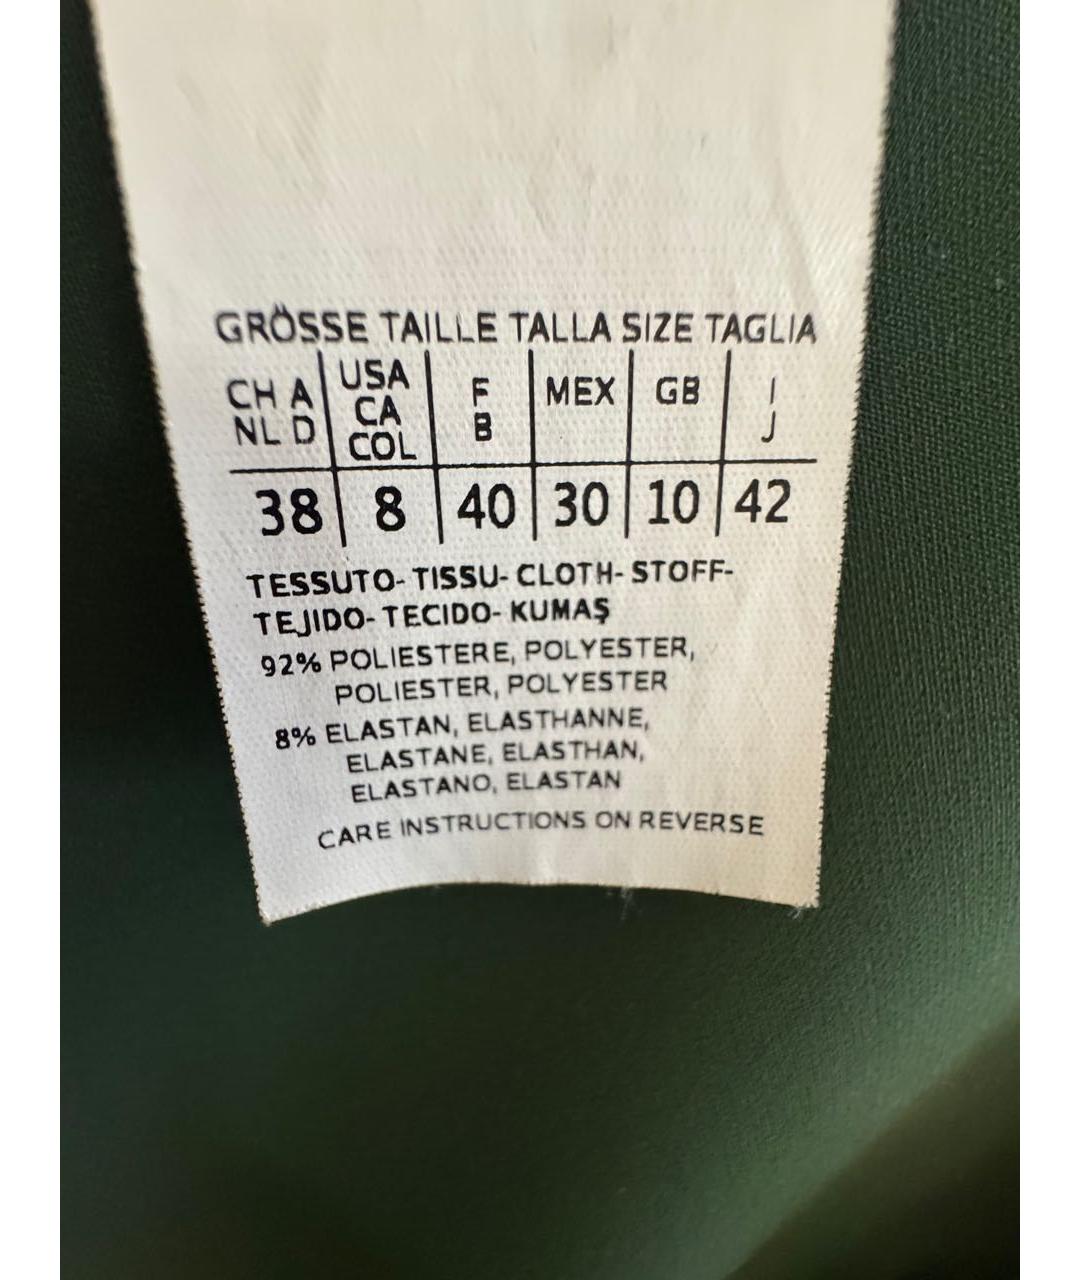 GRÖSSE TAILLE TALLA SIZE TAGLIA
CH A USA F MEX GB I
NL D CA B J
COL
38 8 40 30 10 42
TESSUTO- TISSU- CLOTH- STOFF-
TEJIDO- TECIDO- KUMAŞ
92% POLIESTERE, POLYESTER,
POLIESTER, POLYESTER
8% ELASTAN, ELASTHANNE,
ELASTANE, ELASTHAN,
ELASTANO, ELASTAN
CARE INSTRUCTIONS ON REVERSE